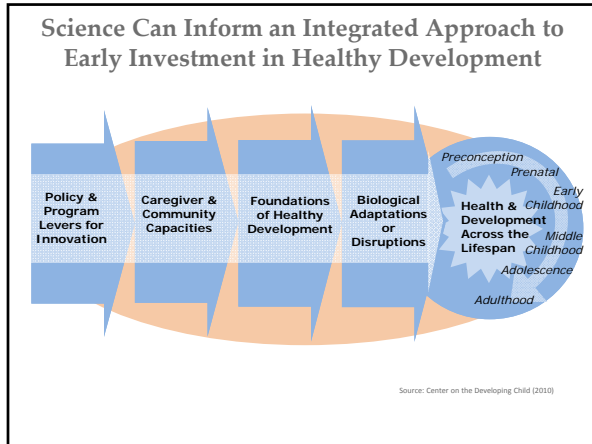 Science Can Inform an Integrated Approach to
Early Investment in Healthy Development
Policy &
Program
Levers for
Innovation
Caregiver &
Community
Capacities
Foundations
of Healthy
Development
Biological
Adaptations
or
Disruptions
Health &
Development
Across the
Lifespan
Preconception
Prenatal
Early
Childhood
Middle
Childhood
Adolescence
Adulthood
Source: Center on the Developing Child (2010)